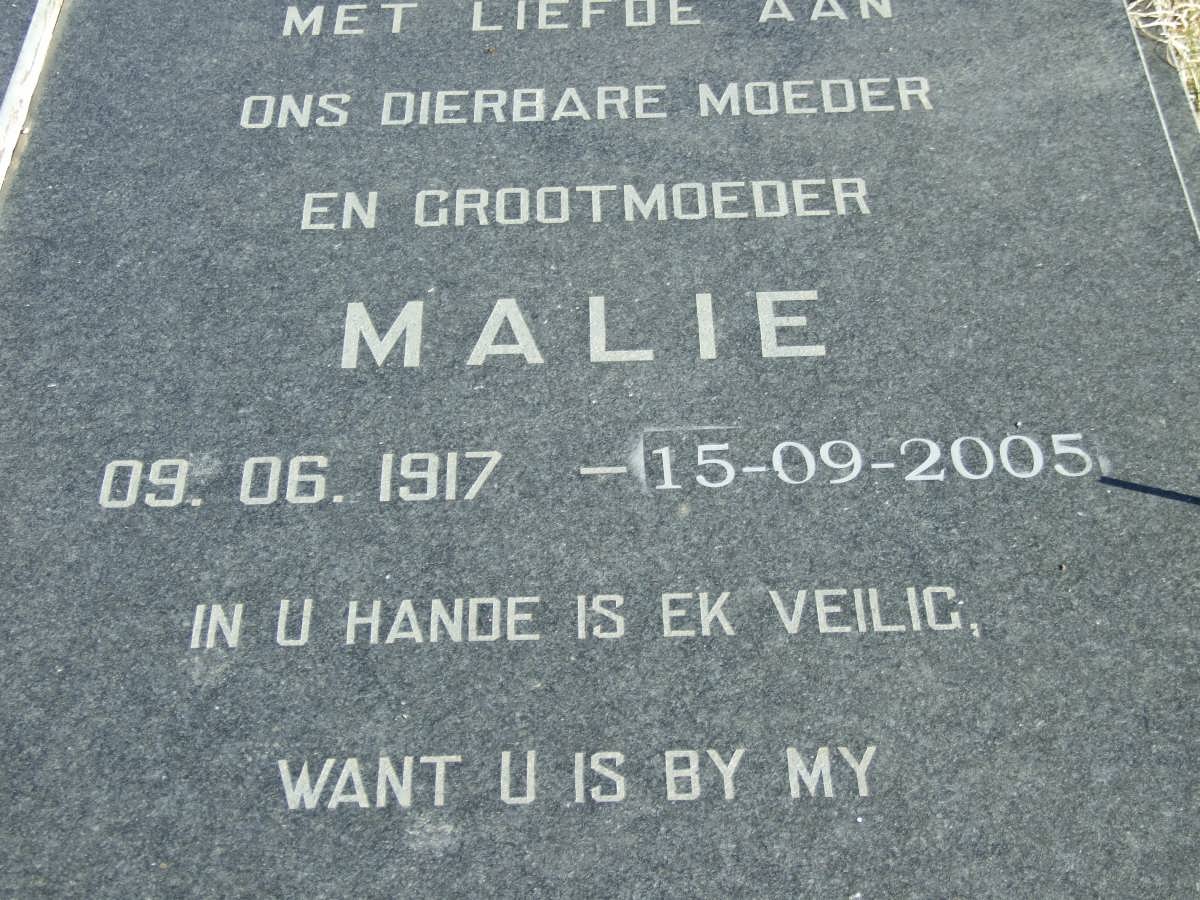 MET LIEFDE AAN
ONS DIERBARE MOEDER
EN GROOTMOEDER
MALIE
09. 06. 1917 – 15-09-2005
IN U HANDE IS EK VEILIG,
WANT U IS BY MY